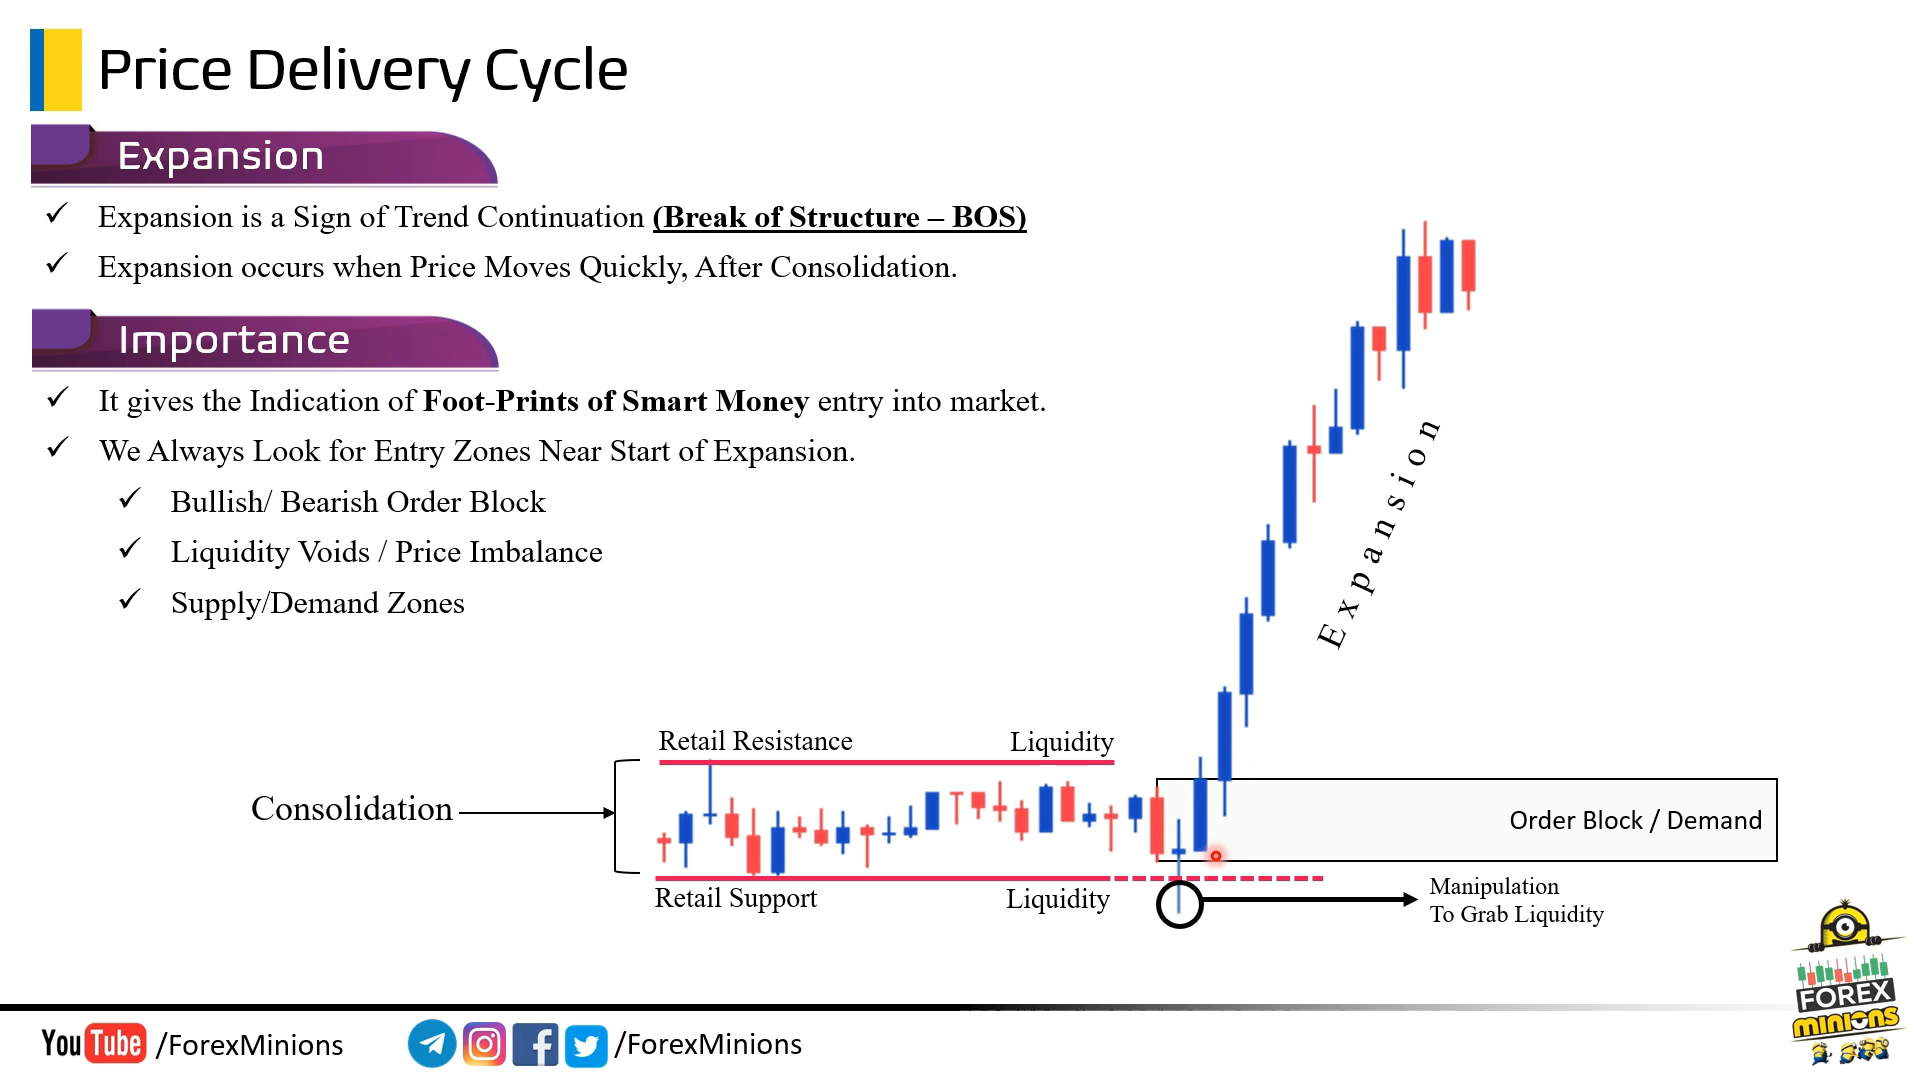 Price Delivery Cycle
Expansion
Expansion is a Sign of Trend Continuation (Break of Structure – BOS)
Expansion occurs when Price Moves Quickly, After Consolidation.
Importance
It gives the Indication of Foot-Prints of Smart Money entry into market.
We Always Look for Entry Zones Near Start of Expansion.
Bullish/ Bearish Order Block
Liquidity Voids / Price Imbalance
Supply/Demand Zones
Expansion
Retail Resistance
Liquidity
Consolidation
Order Block / Demand
Retail Support
Liquidity
Manipulation
To Grab Liquidity
FOREX
MINIONS
YouTube /ForexMinions
/ForexMinions